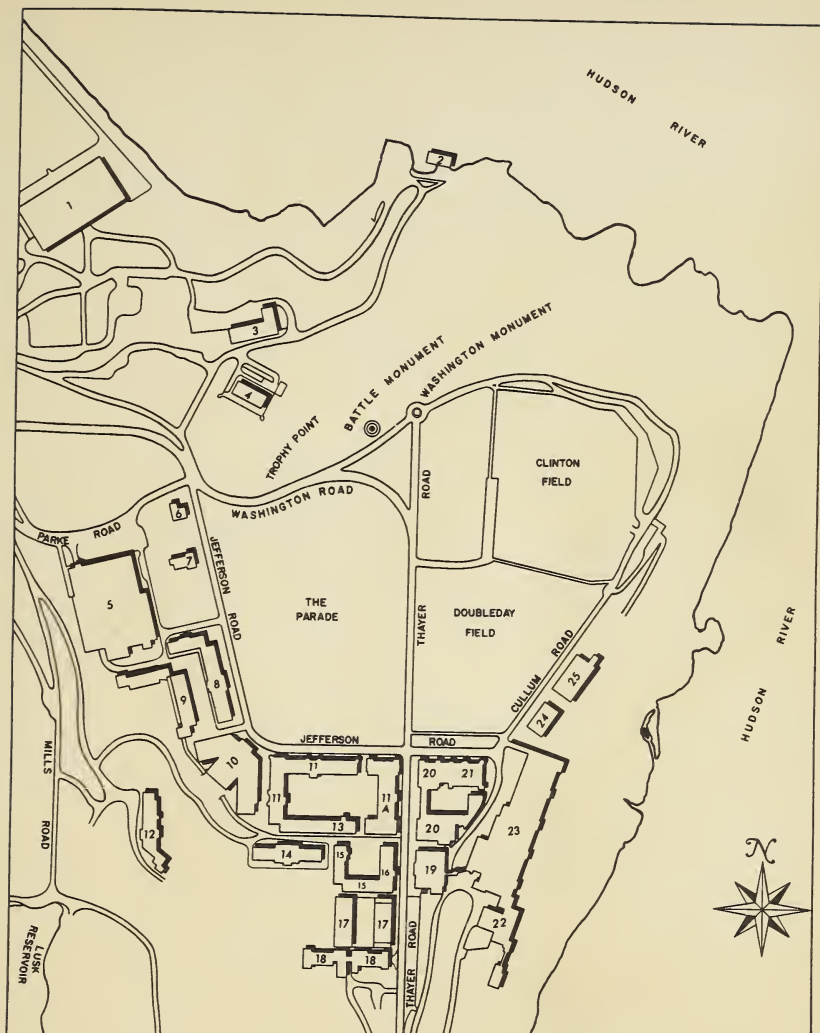 HUDSON
RIVER
2
1
3
4
TROPHY POINT
BATTLE MONUMENT
WASHINGTON MONUMENT
CLINTON
FIELD
ROAD
WASHINGTON ROAD
PARKE ROAD
6
7
JEFFERSON
ROAD
5
THE
PARADE
THAYER
DOUBLEDAY
FIELD
CULLUM ROAD
HUDSON
RIVER
8
9
25
24
JEFFERSON
ROAD
MILLS
ROAD
10
11
11
11
A
13
20
21
20
23
12
14
15
16
15
19
N
17
17
22
18
18
THAYER
ROAD
LUSK
RESERVOIR